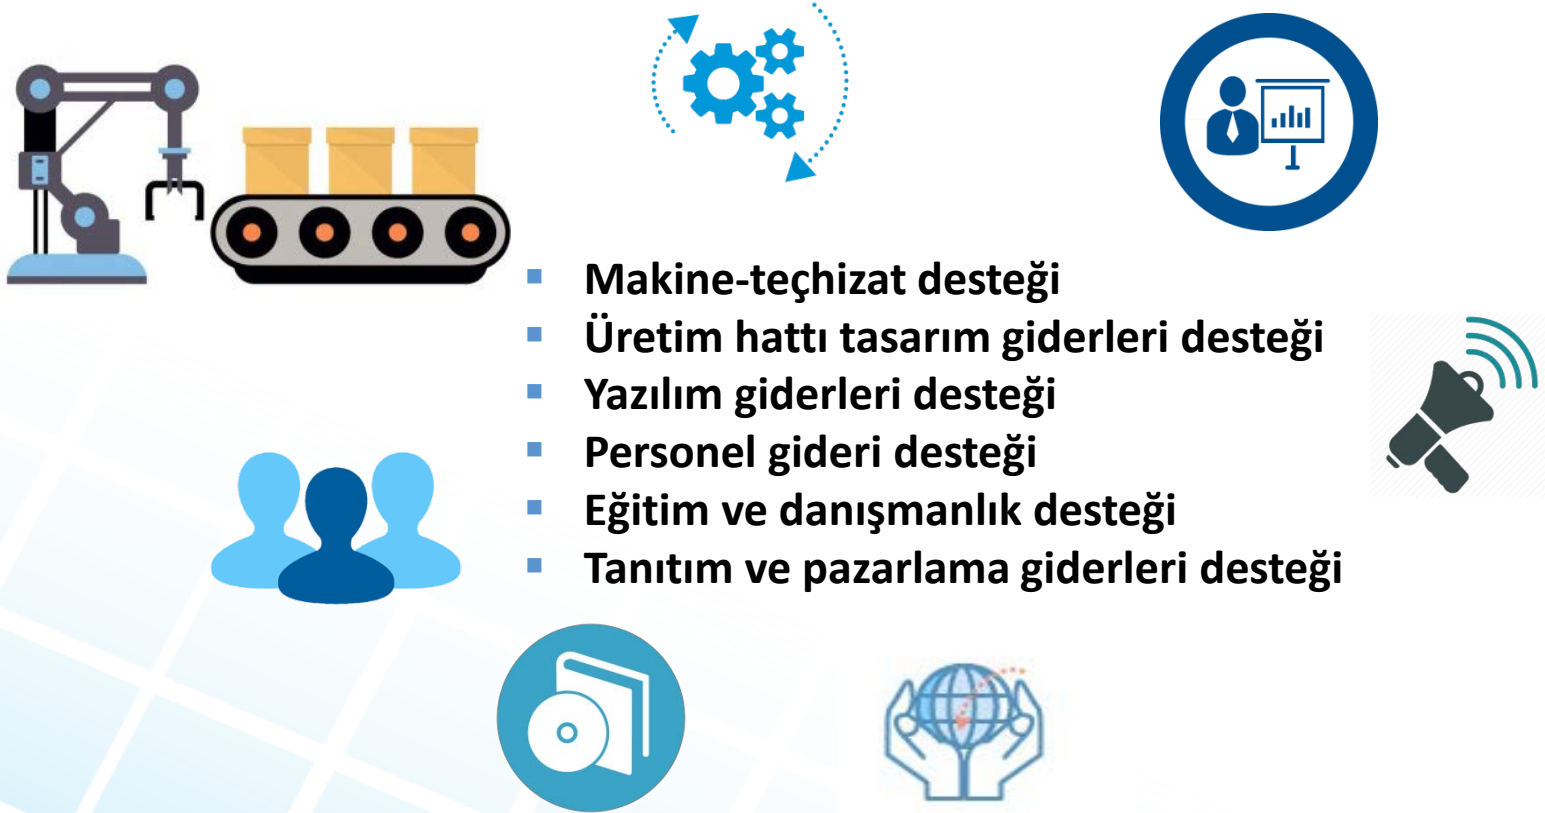 Makine-teçhizat desteği
Üretim hattı tasarım giderleri desteği
Yazılım giderleri desteği
Personel gideri desteği
Eğitim ve danışmanlık desteği
Tanıtım ve pazarlama giderleri desteği